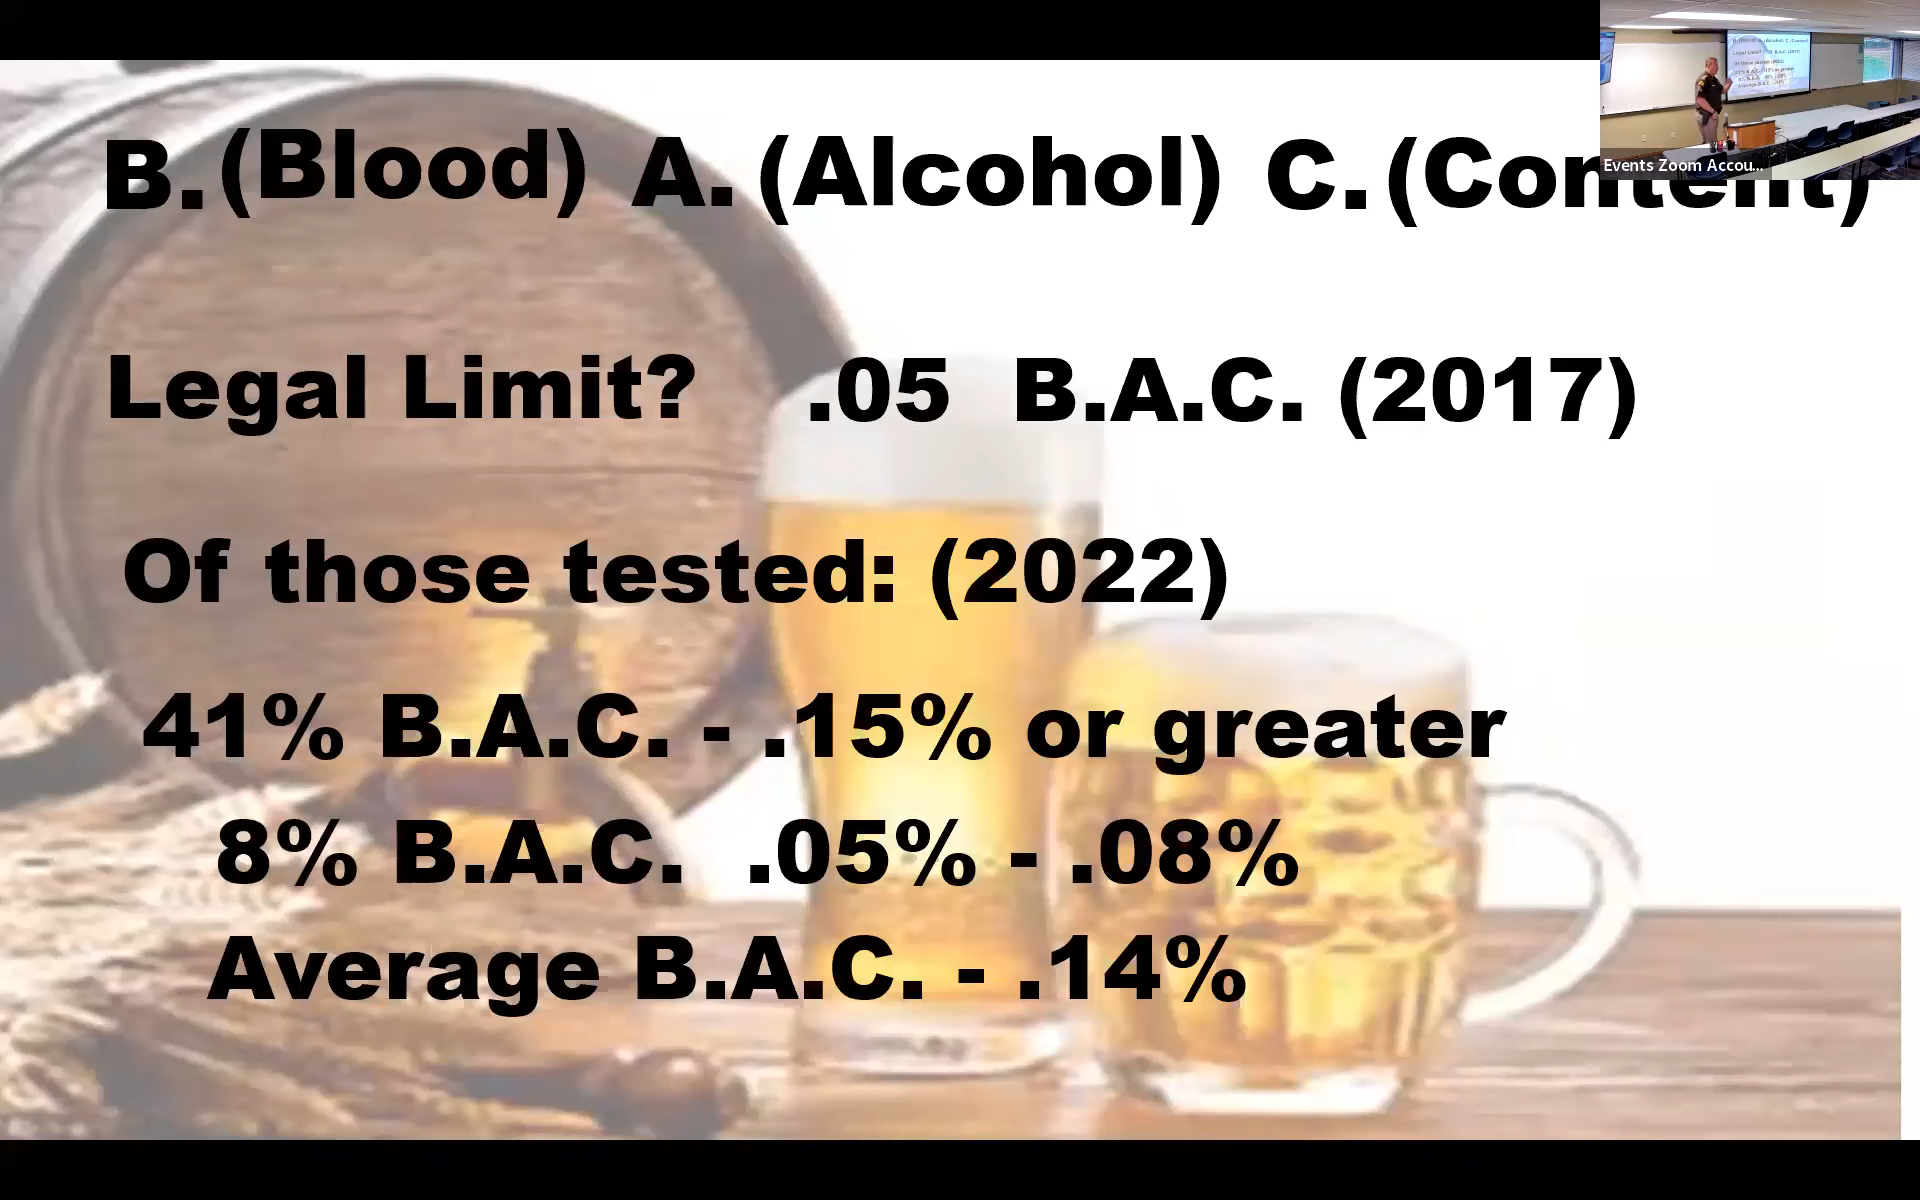 B. (Blood) A. (Alcohol) C. (Content)
Events Zoom Accou...
Legal Limit? .05 B.A.C. (2017)
Of those tested: (2022)
41% B.A.C. - .15% or greater
8% B.A.C. .05% - .08%
Average B.A.C. - .14%